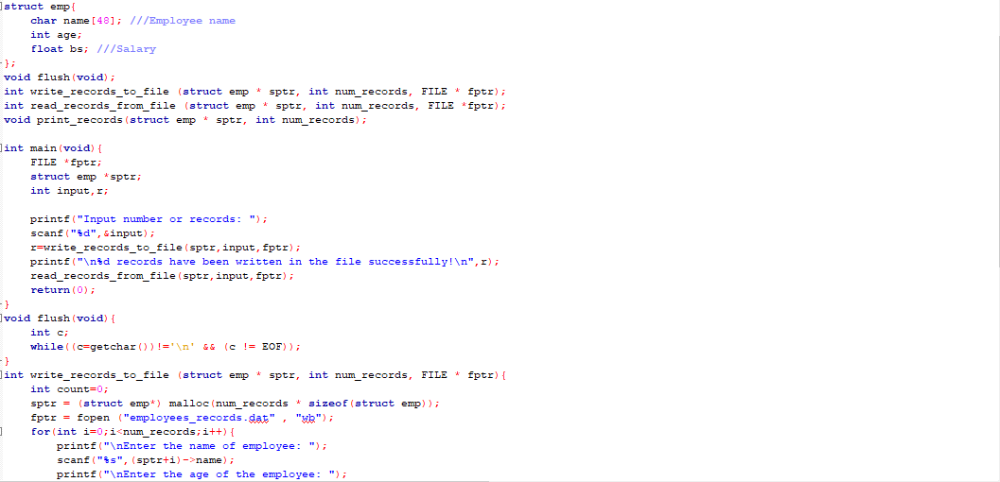 struct emp{
char name[48]; ///Employee name
int age;
float bs; ///Salary
};
void flush(void);
int write_records_to_file (struct emp * sptr, int num_records, FILE * fptr);
int read_records_from_file (struct emp * sptr, int num_records, FILE *fptr);
void print_records(struct emp * sptr, int num_records);
int main(void){
FILE *fptr;
struct emp *sptr;
int input,r;
printf("Input number or records: ");
scanf("%d",&input);
r=write_records_to_file(sptr,input,fptr);
printf("\n%d records have been written in the file successfully!\n",r);
read_records_from_file(sptr,input,fptr);
return(0);
}
void flush(void){
int c;
while((c=getchar())!='\n' && (c != EOF));
}
int write_records_to_file (struct emp * sptr, int num_records, FILE * fptr){
int count=0;
sptr = (struct emp*) malloc(num_records * sizeof(struct emp));
fptr = fopen ("employees_records.dat" , "wb");
for(int i=0;i<num_records;i++){
printf("\nEnter the name of employee: ");
scanf("%s",(sptr+i)->name);
printf("\nEnter the age of the employee: ");